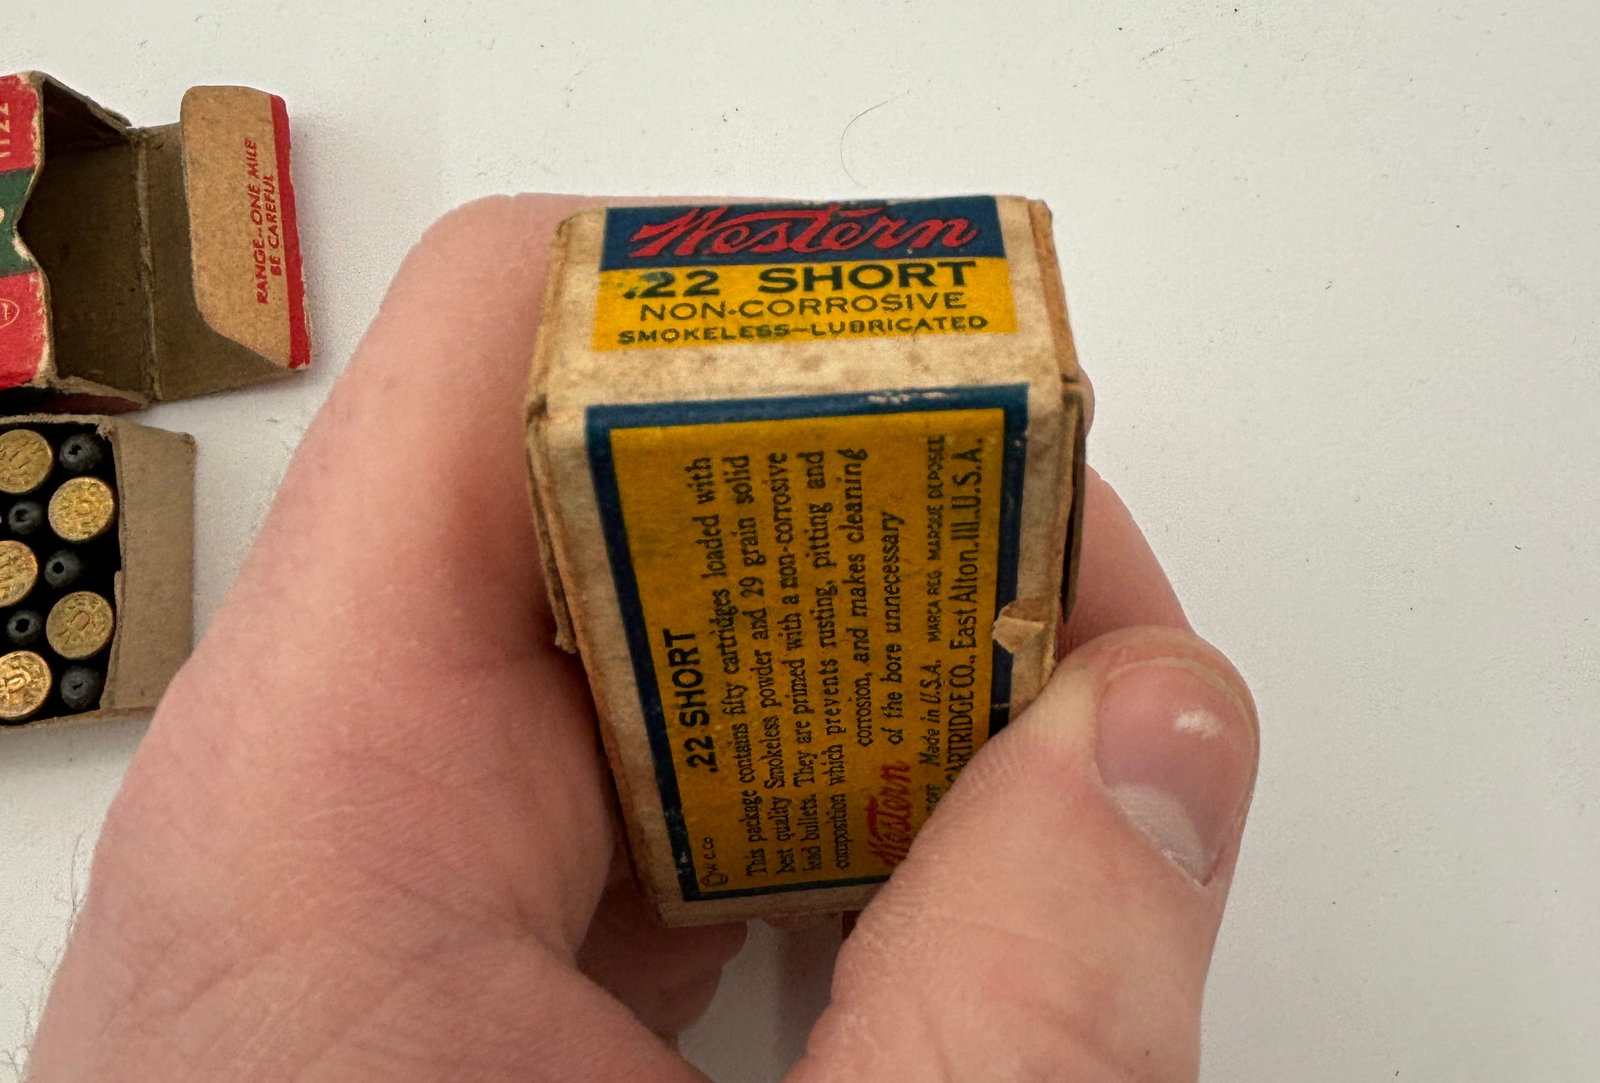 Western
.22 SHORT
NON-CORROSIVE
SMOKELESS—LUBRICATED
.22 SHORT
This package contains fifty cartridges loaded with
best quality Smokeless powder and 29 grain solid
lead bullets. They are primed with a non-corrosive
composition which prevents rusting, pitting and
corrosion, and makes cleaning
of the bore unnecessary
Western
Made in U.S.A. MARCA REG. MARQUE DEPOSEE
CARTRIDGE CO., East Alton, Ill., U.S.A.
W.C.Co
RANGE--ONE MILE
BE CAREFUL